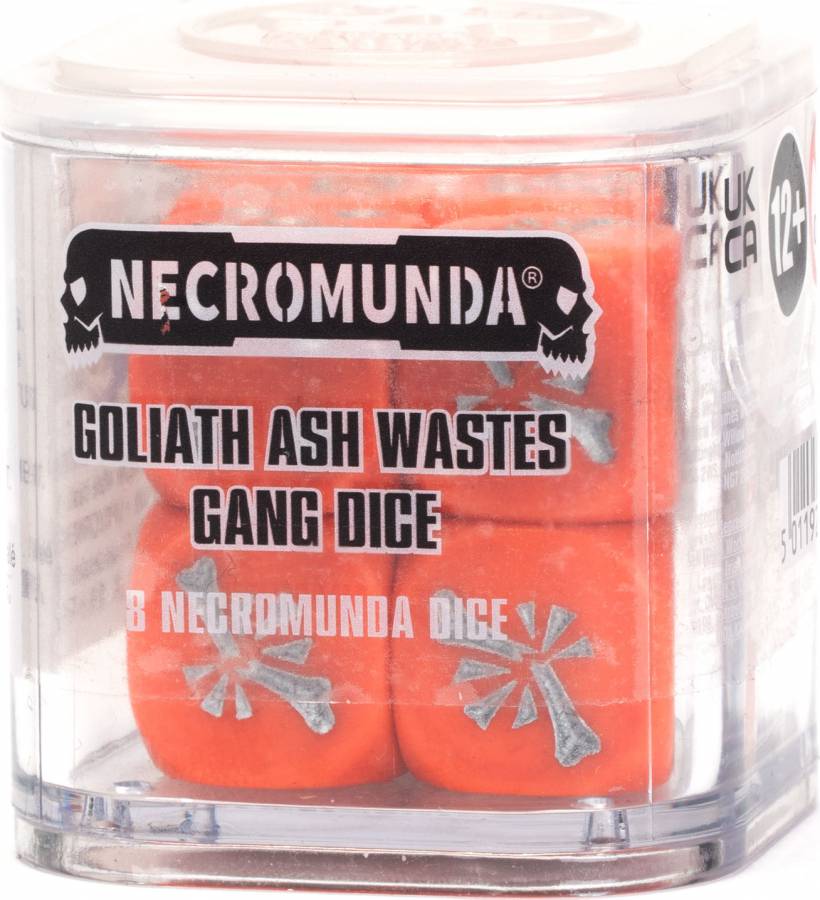 NECROMUNDA®
GOLIATH ASH WASTES
GANG DICE
8 NECROMUNDA DICE
UK
CA
12+